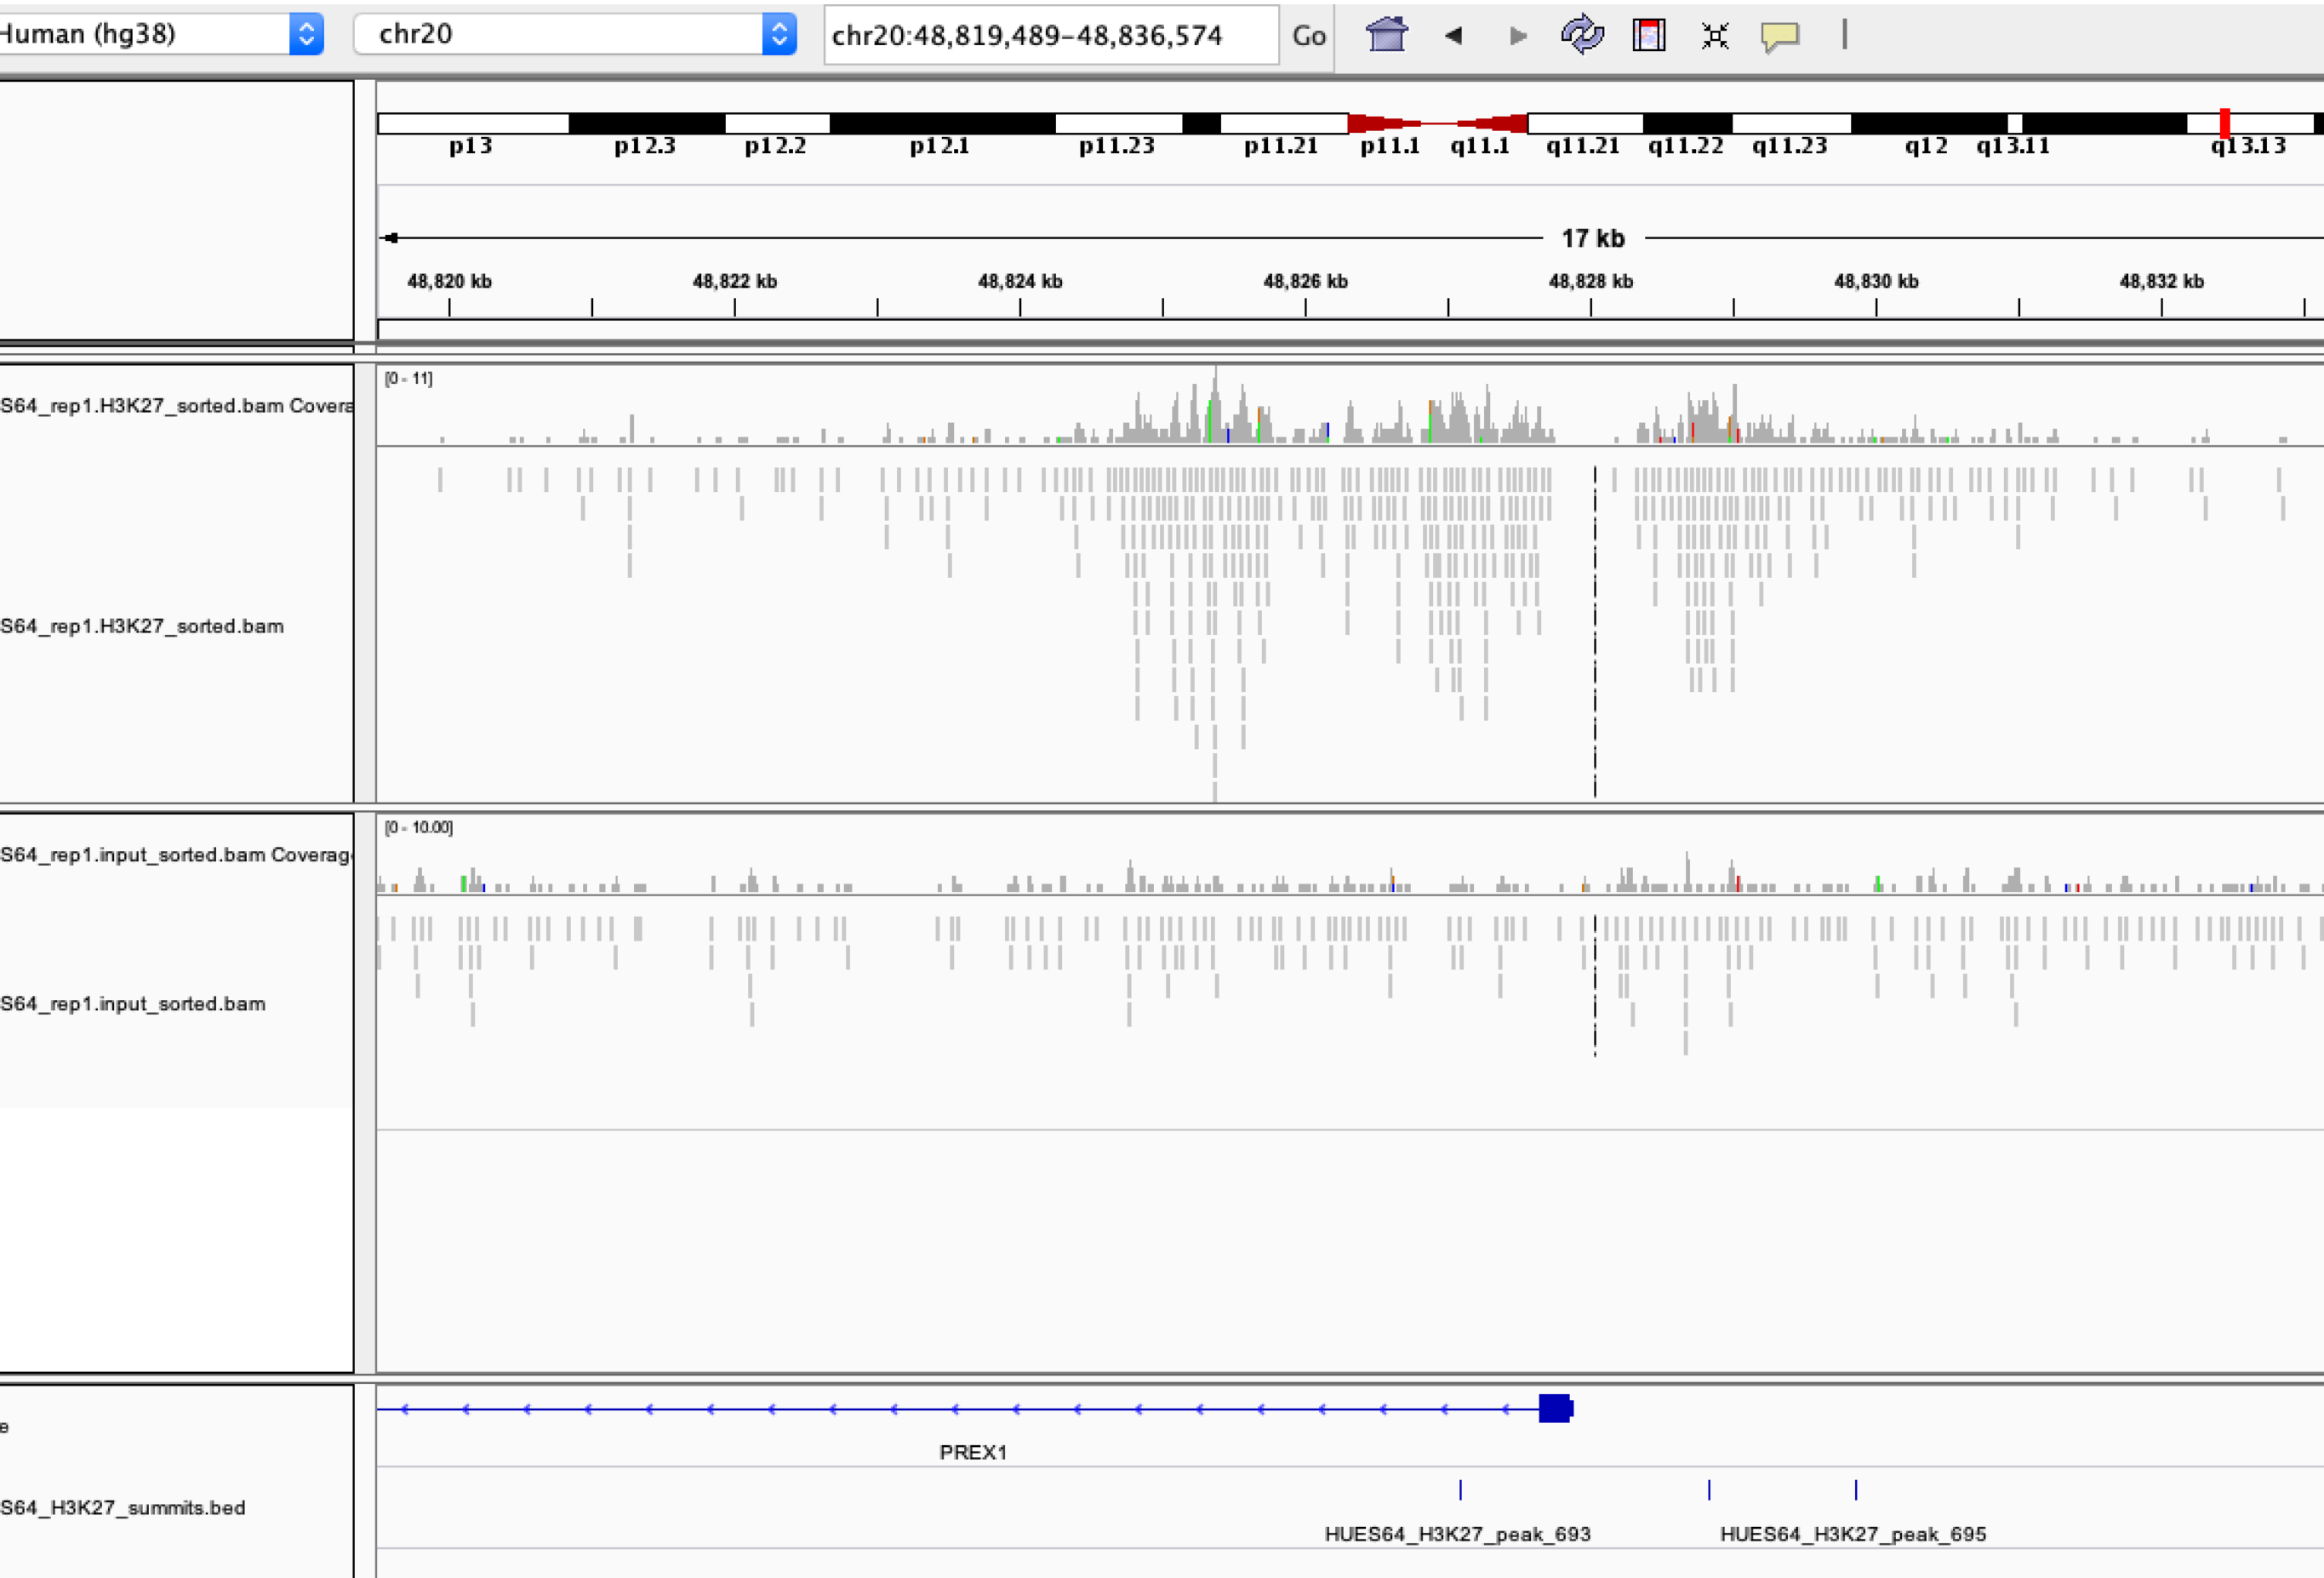 Human (hg38) chr20 chr20:48,819,489-48,836,574 Go
p13 p12.3 p12.2 p12.1 p11.23 p11.21 p11.1 q11.1 q11.21 q11.22 q11.23 q12 q13.11 q13.13
17 kb
48,820 kb 48,822 kb 48,824 kb 48,826 kb 48,828 kb 48,830 kb 48,832 kb
[0 - 11]
S64_rep1.H3K27_sorted.bam Covera
S64_rep1.H3K27_sorted.bam
[0 - 10.00]
S64_rep1.input_sorted.bam Coverag
S64_rep1.input_sorted.bam
e
PREX1
S64_H3K27_summits.bed
HUES64_H3K27_peak_693 HUES64_H3K27_peak_695